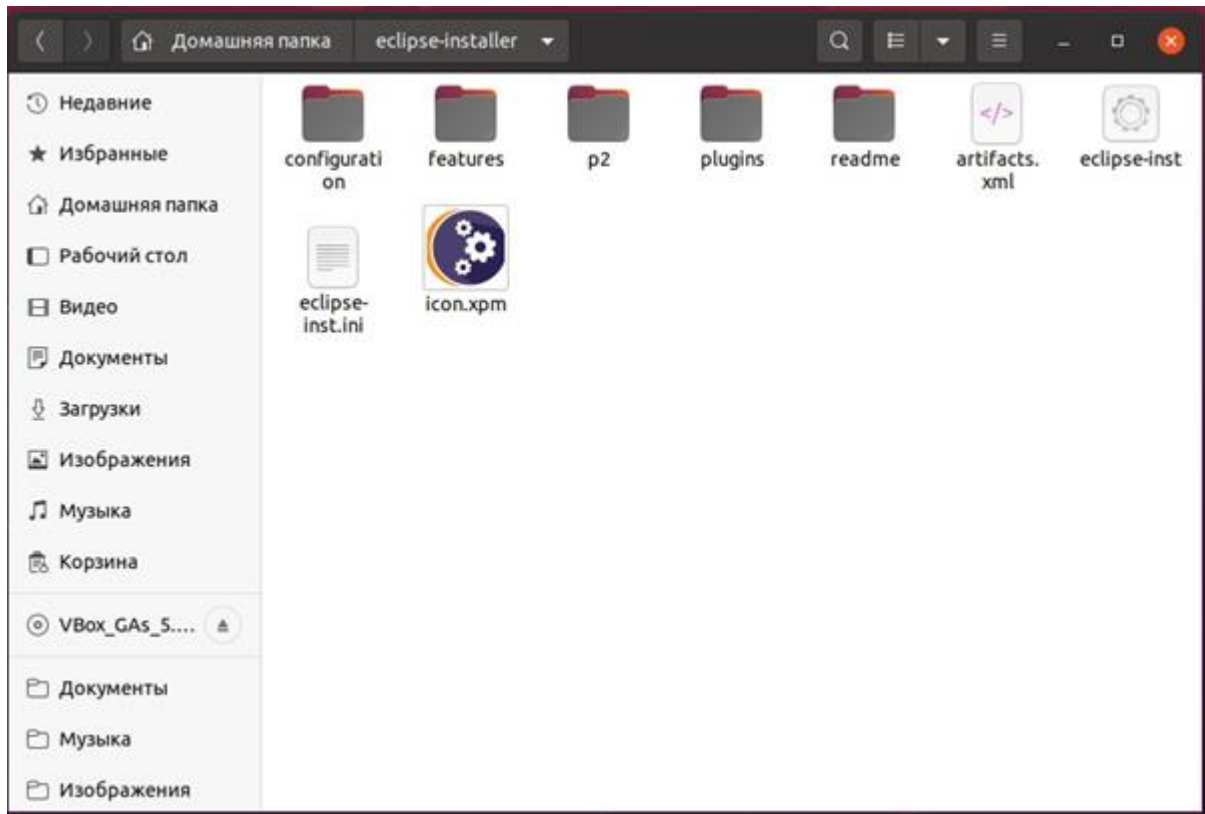 Домашняя папка eclipse-installer
Недавние
Избранные
Домашняя папка
Рабочий стол
Видео
Документы
Загрузки
Изображения
Музыка
Корзина
VBox_GAs_5....
Документы
Музыка
Изображения
configurati
on
features
p2
plugins
readme
</>
artifacts.
xml
eclipse-inst
eclipse-
inst.ini
icon.xpm